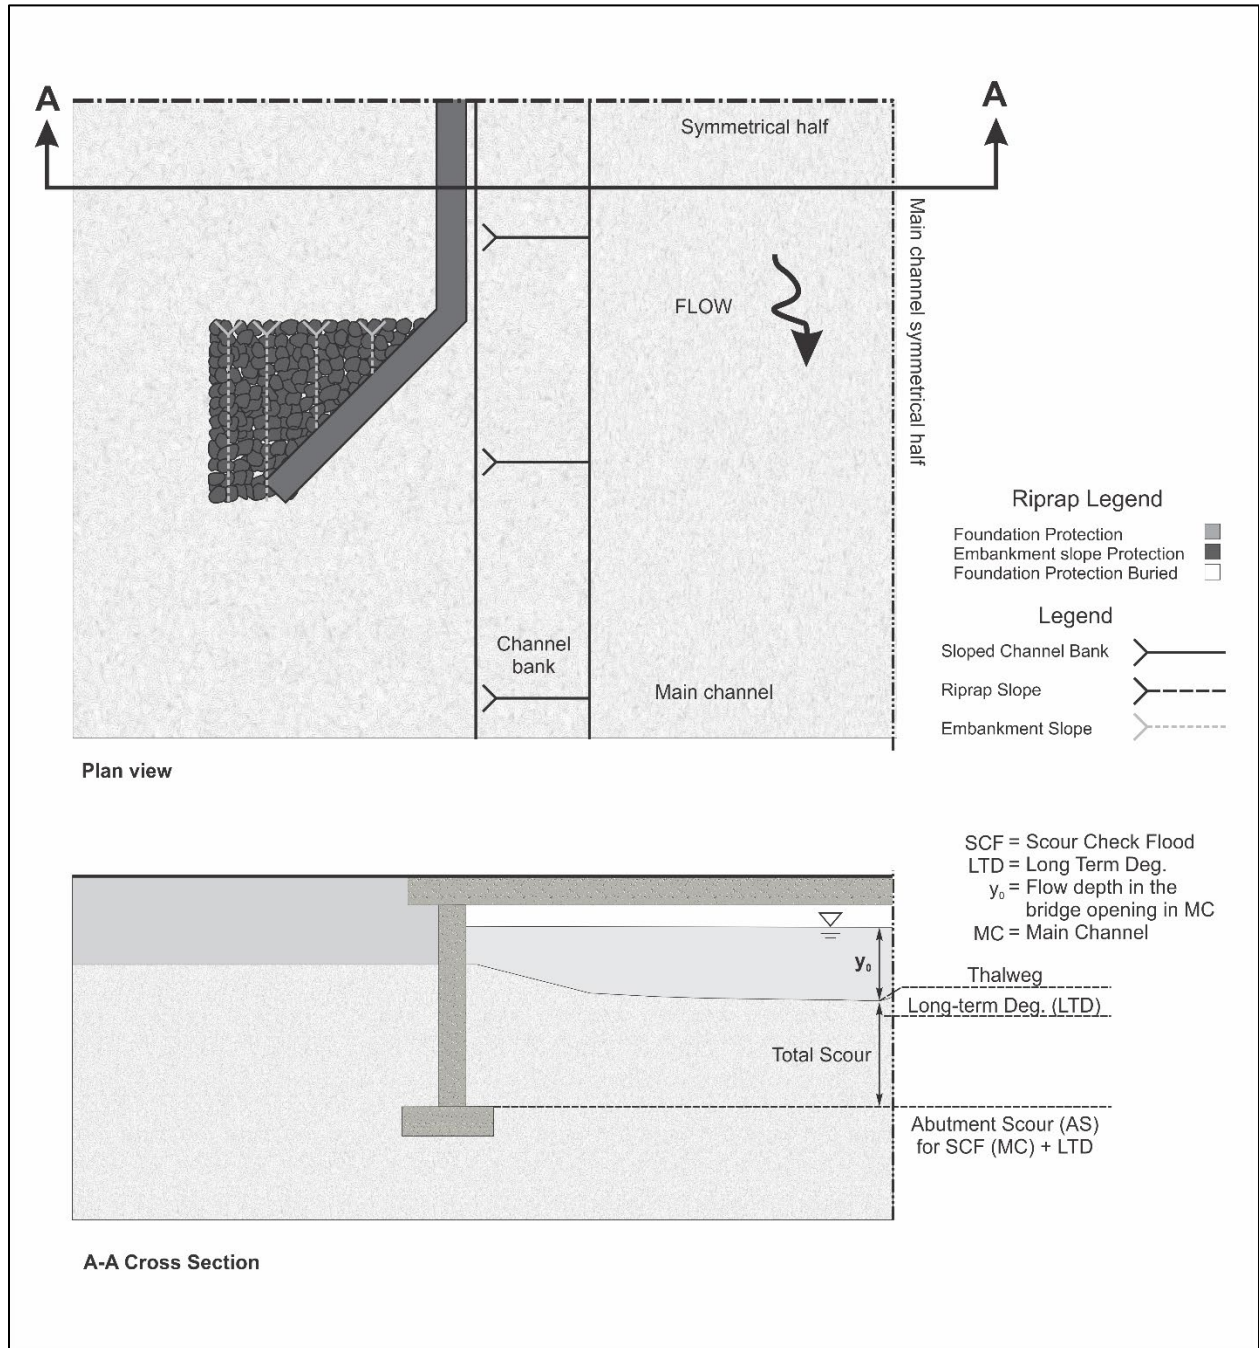 A
A
Symmetrical half
Main channel symmetrical half
FLOW
Riprap Legend
Foundation Protection
Embankment slope Protection
Foundation Protection Buried
Legend
Sloped Channel Bank
Riprap Slope
Embankment Slope
Channel
bank
Main channel
Plan view
SCF = Scour Check Flood
LTD = Long Term Deg.
y₀ = Flow depth in the
bridge opening in MC
MC = Main Channel
y₀
Thalweg
Long-term Deg. (LTD)
Total Scour
Abutment Scour (AS)
for SCF (MC) + LTD
A-A Cross Section